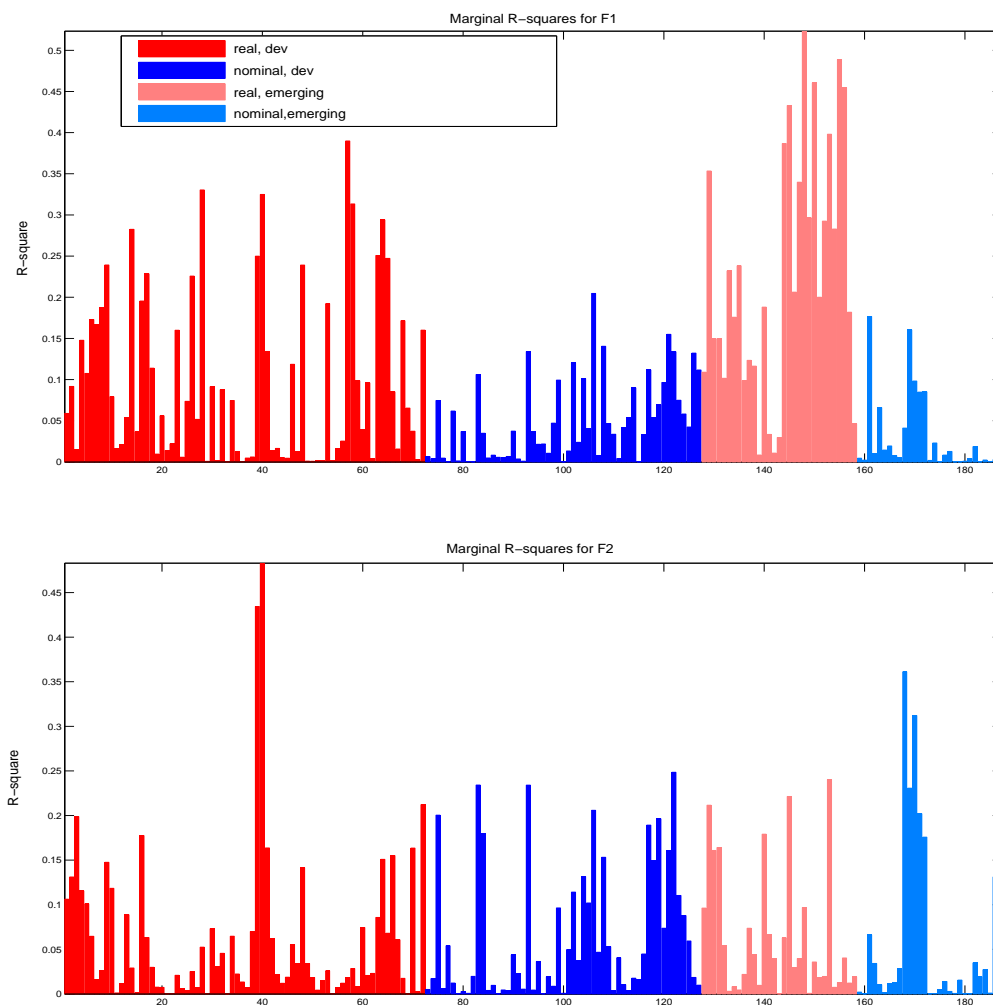 Marginal R-squares for F1
real, dev
nominal, dev
real, emerging
nominal,emerging
R-square
0.5
0.45
0.4
0.35
0.3
0.25
0.2
0.15
0.1
0.05
0
20 40 60 80 100 120 140 160 180
Marginal R-squares for F2
R-square
0.45
0.4
0.35
0.3
0.25
0.2
0.15
0.1
0.05
0
20 40 60 80 100 120 140 160 180